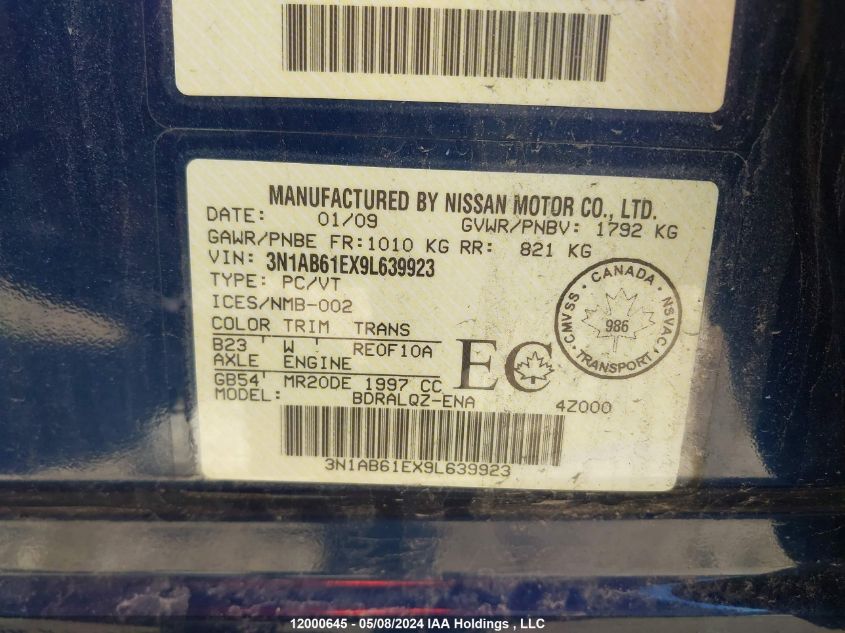 MANUFACTURED BY NISSAN MOTOR CO., LTD.
DATE: 01/09 GVWR/PNBV: 1792 KG
GAWR/PNBE FR:1010 KG RR: 821 KG
VIN: 3N1AB61EX9L639923
TYPE: PC/VT
ICES/NMB-002
COLOR TRIM TRANS
B23 ' W ' RE0F10A
AXLE ENGINE
GB54' MR20DE 1997 CC
MODEL: BDRALQZ-ENA 4Z000
EC
CANADA
CMVSS 986 NSVAC
TRANSPORT
3N1AB61EX9L639923
12000645 - 05/08/2024 IAA Holdings , LLC